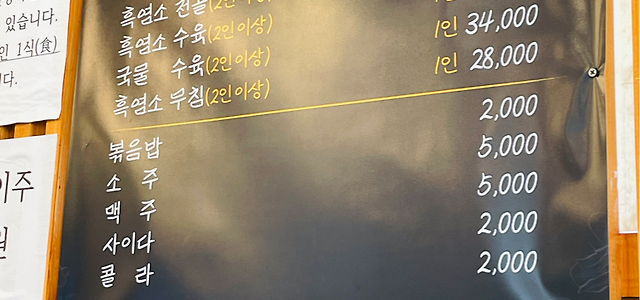 있습니다.
인 1식(食)
니다.
흑염소 전골(2인이상)
흑염소 수육(2인이상)
국물 수육(2인이상) 1인 34,000
흑염소 무침(2인이상) 1인 28,000
볶음밥 2,000
소 주 5,000
맥 주 5,000
사이다 2,000
콜 라 2,000